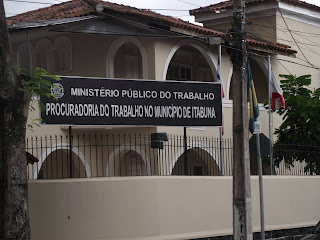 MINISTÉRIO PÚBLICO DO TRABALHO
PROCURADORIA DO TRABALHO NO MUNICÍPIO DE ITABUNA